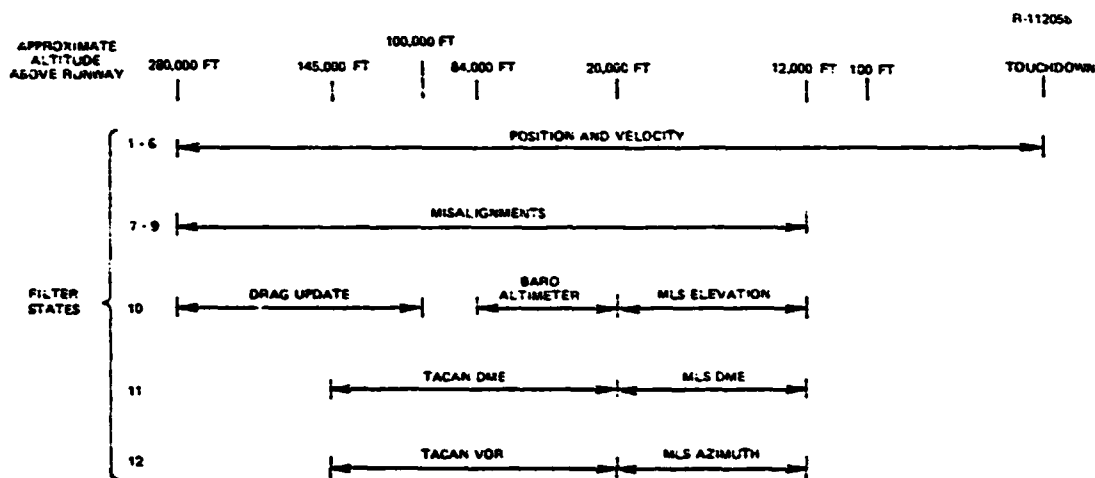 R-11205b
APPROXIMATE
ALTITUDE
ABOVE RUNWAY
280,000 FT
145,000 FT
100,000 FT
84,000 FT
20,000 FT
12,000 FT
100 FT
TOUCHDOWN
FILTER
STATES
1 - 6
POSITION AND VELOCITY
7 - 9
MISALIGNMENTS
10
DRAG UPDATE
BARO
ALTIMETER
MLS ELEVATION
11
TACAN DME
MLS DME
12
TACAN VOR
MLS AZIMUTH